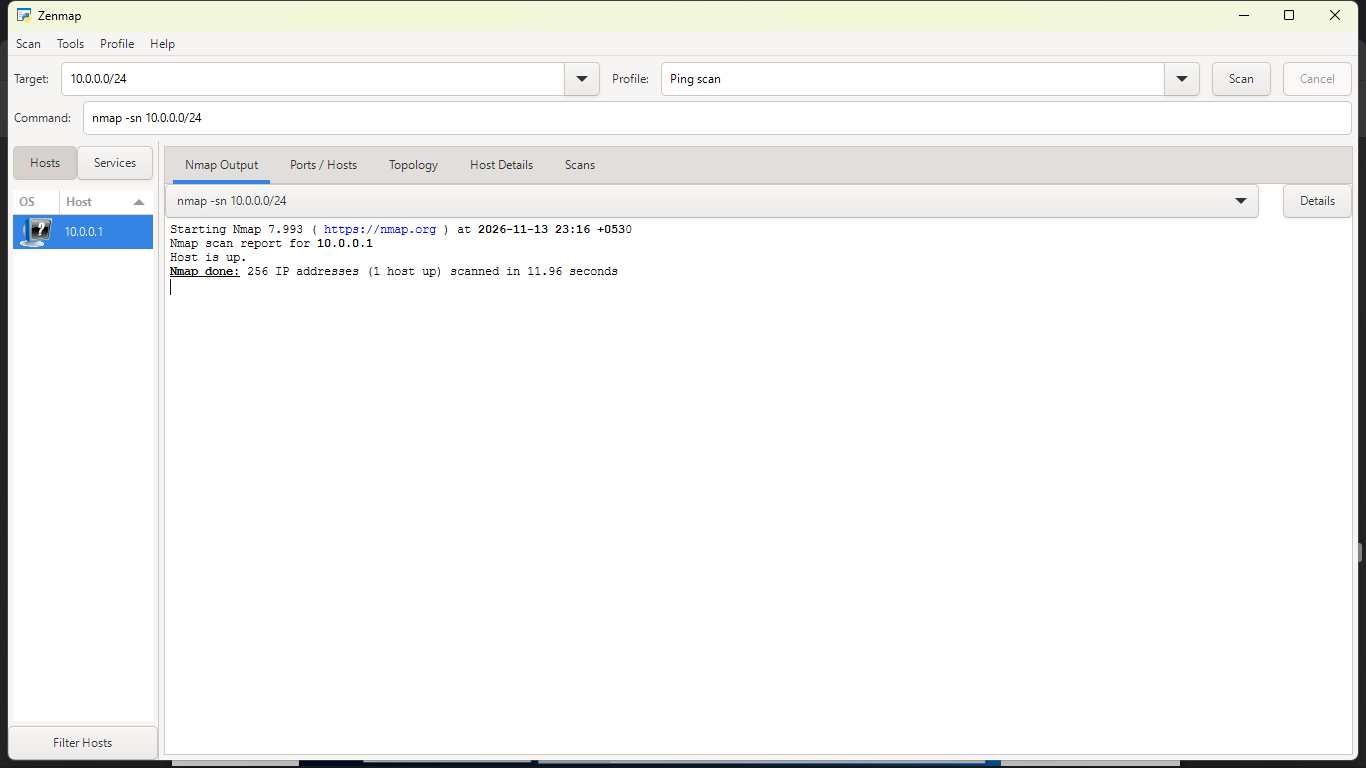 Zenmap
Scan Tools Profile Help
Target: 10.0.0.0/24 Profile: Ping scan Scan Cancel
Command: nmap -sn 10.0.0.0/24
Hosts Services
OS Host
10.0.0.1
Filter Hosts
Nmap Output Ports / Hosts Topology Host Details Scans
nmap -sn 10.0.0.0/24 Details
Starting Nmap 7.993 ( https://nmap.org ) at 2026-11-13 23:16 +0530
Nmap scan report for 10.0.0.1
Host is up.
Nmap done: 256 IP addresses (1 host up) scanned in 11.96 seconds